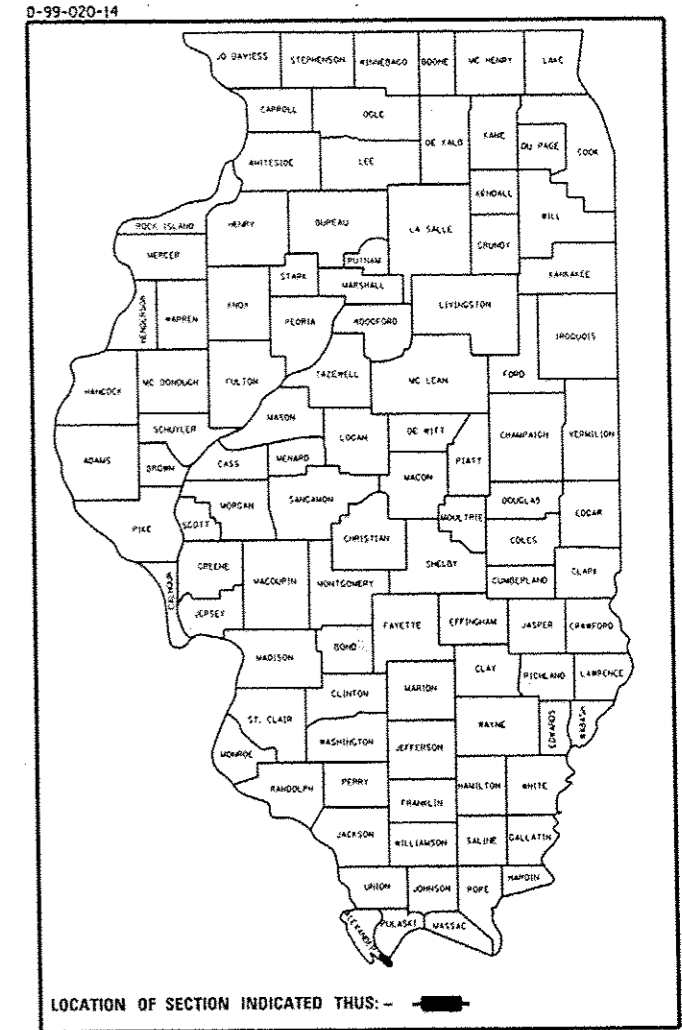 D-99-020-14
JO DAVIESS STEPHENSON WINNEBAGO BOONE MC HENRY LAKE
CARROLL OGLE DE KALB KANE DU PAGE COOK
WHITESIDE LEE KENDALL WILL
ROCK ISLAND HENRY BUREAU LA SALLE GRUNDY
MERCER PUTNAM KANKAKEE
STARK MARSHALL
HENDERSON WARREN KNOX PEORIA WOODFORD LIVINGSTON IROQUOIS
HANCOCK MC DONOUGH FULTON TAZEWELL MC LEAN FORD
SCHUYLER MASON LOGAN DE WITT CHAMPAIGN VERMILION
ADAMS BROWN CASS MENARD MACON PIATT
PIKE SCOTT MORGAN SANGAMON MOULTRIE DOUGLAS EDGAR
CHRISTIAN COLES
CALHOUN GREENE MACOUPIN MONTGOMERY SHELBY CUMBERLAND CLARK
JERSEY
MADISON BOND FAYETTE EFFINGHAM JASPER CRAWFORD
CLINTON MARION CLAY RICHLAND LAWRENCE
ST. CLAIR WASHINGTON JEFFERSON WAYNE EDWARDS WABASH
MONROE
RANDOLPH PERRY FRANKLIN HAMILTON WHITE
JACKSON WILLIAMSON SALINE GALLATIN
UNION JOHNSON POPE HARDIN
ALEXANDER PULASKI MASSAC
LOCATION OF SECTION INDICATED THUS:-